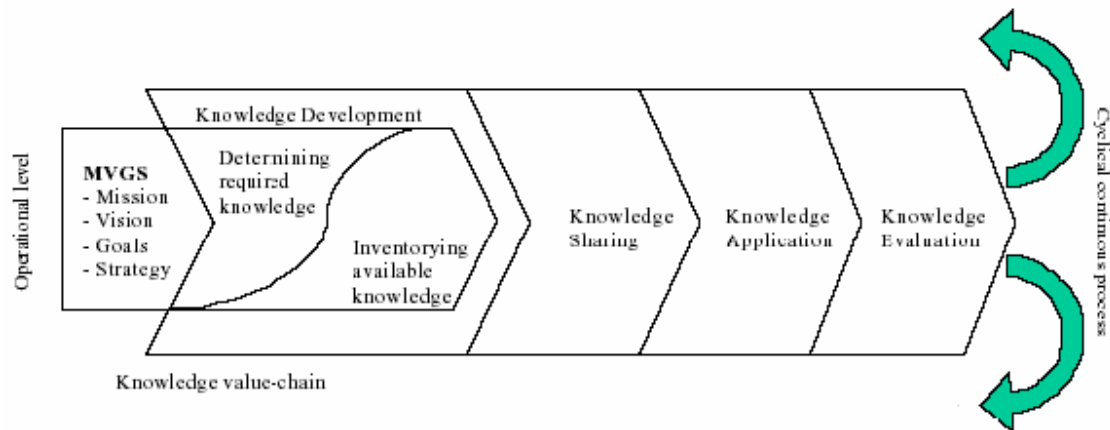 Knowledge Development
Operational level
MVGS
- Mission
- Vision
- Goals
- Strategy
Determining
required
knowledge
Inventorying
available
knowledge
Knowledge
Sharing
Knowledge
Application
Knowledge
Evaluation
Cyclical continuous process
Knowledge value-chain